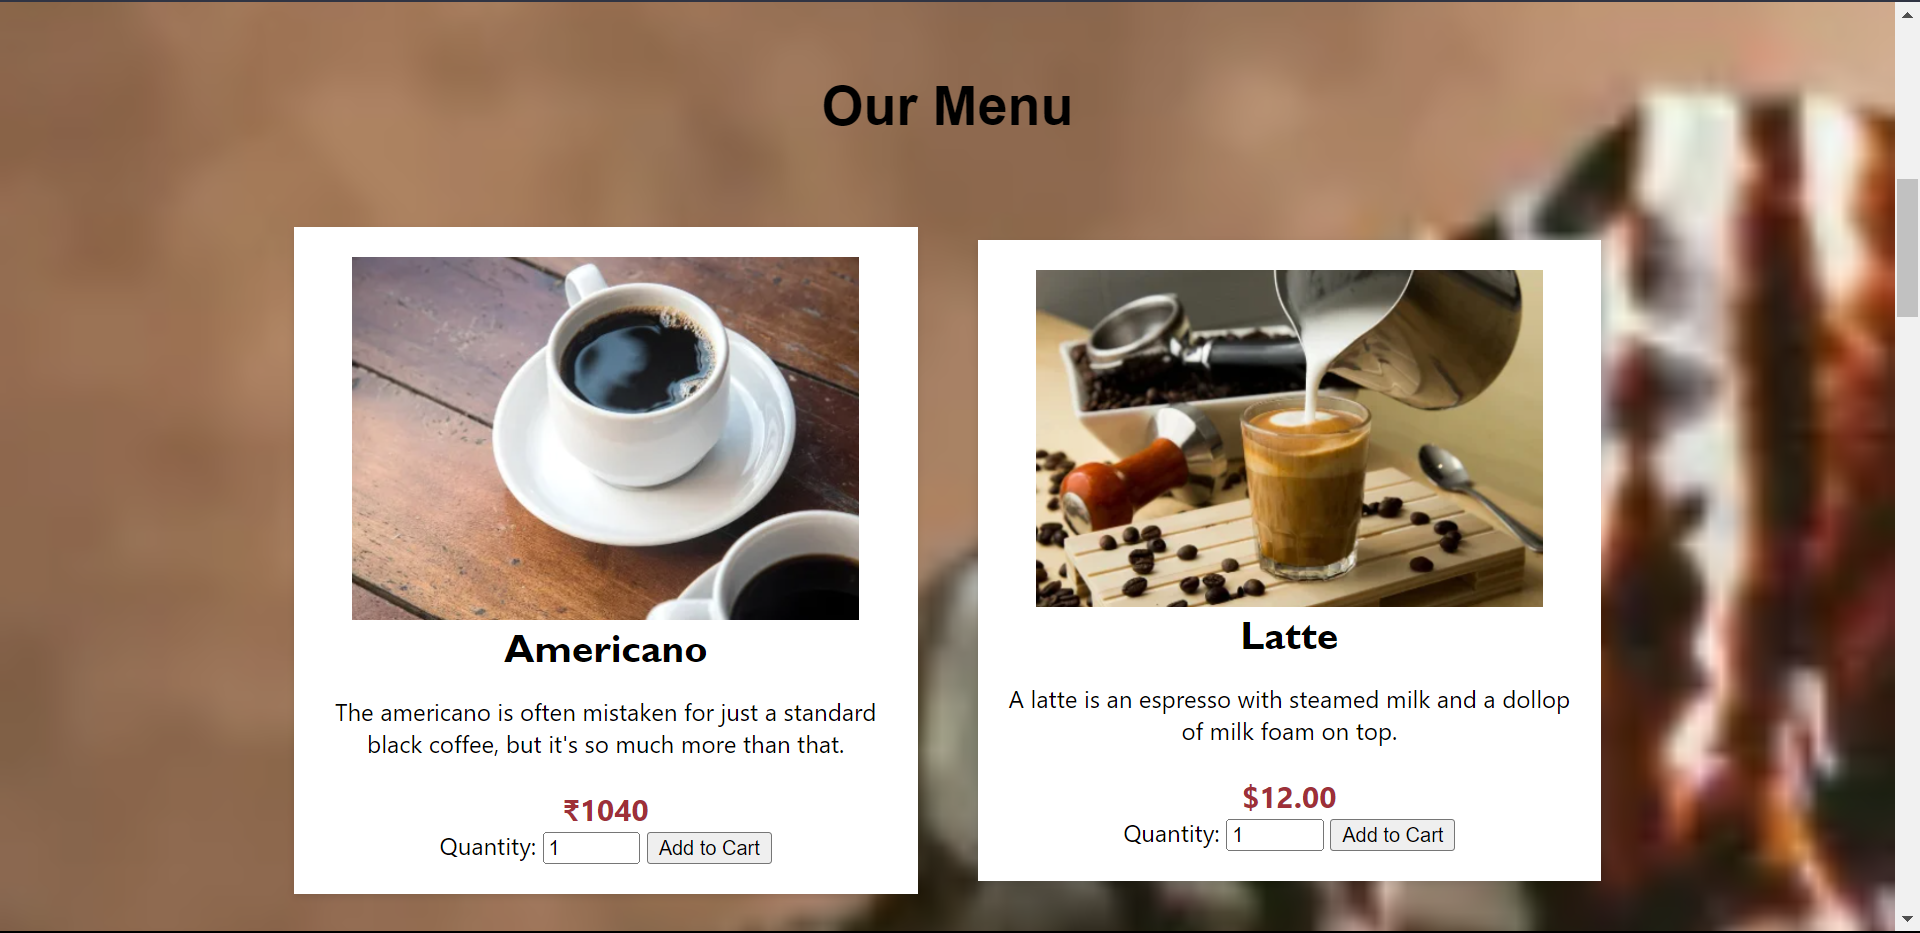 Our Menu
Americano
The americano is often mistaken for just a standard
black coffee, but it's so much more than that.
₹1040
Quantity: 1 Add to Cart
Latte
A latte is an espresso with steamed milk and a dollop
of milk foam on top.
$12.00
Quantity: 1 Add to Cart